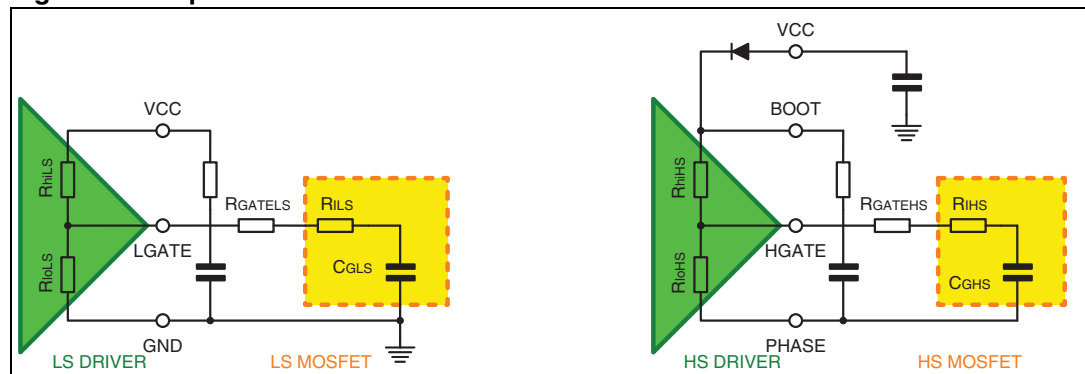 VCC
RhiLS
RGATELS
RILS
LGATE
RloLS
CGLS
GND
LS DRIVER
LS MOSFET
VCC
BOOT
RhiHS
RGATEHS
RIHS
HGATE
RloHS
CGHS
PHASE
HS DRIVER
HS MOSFET